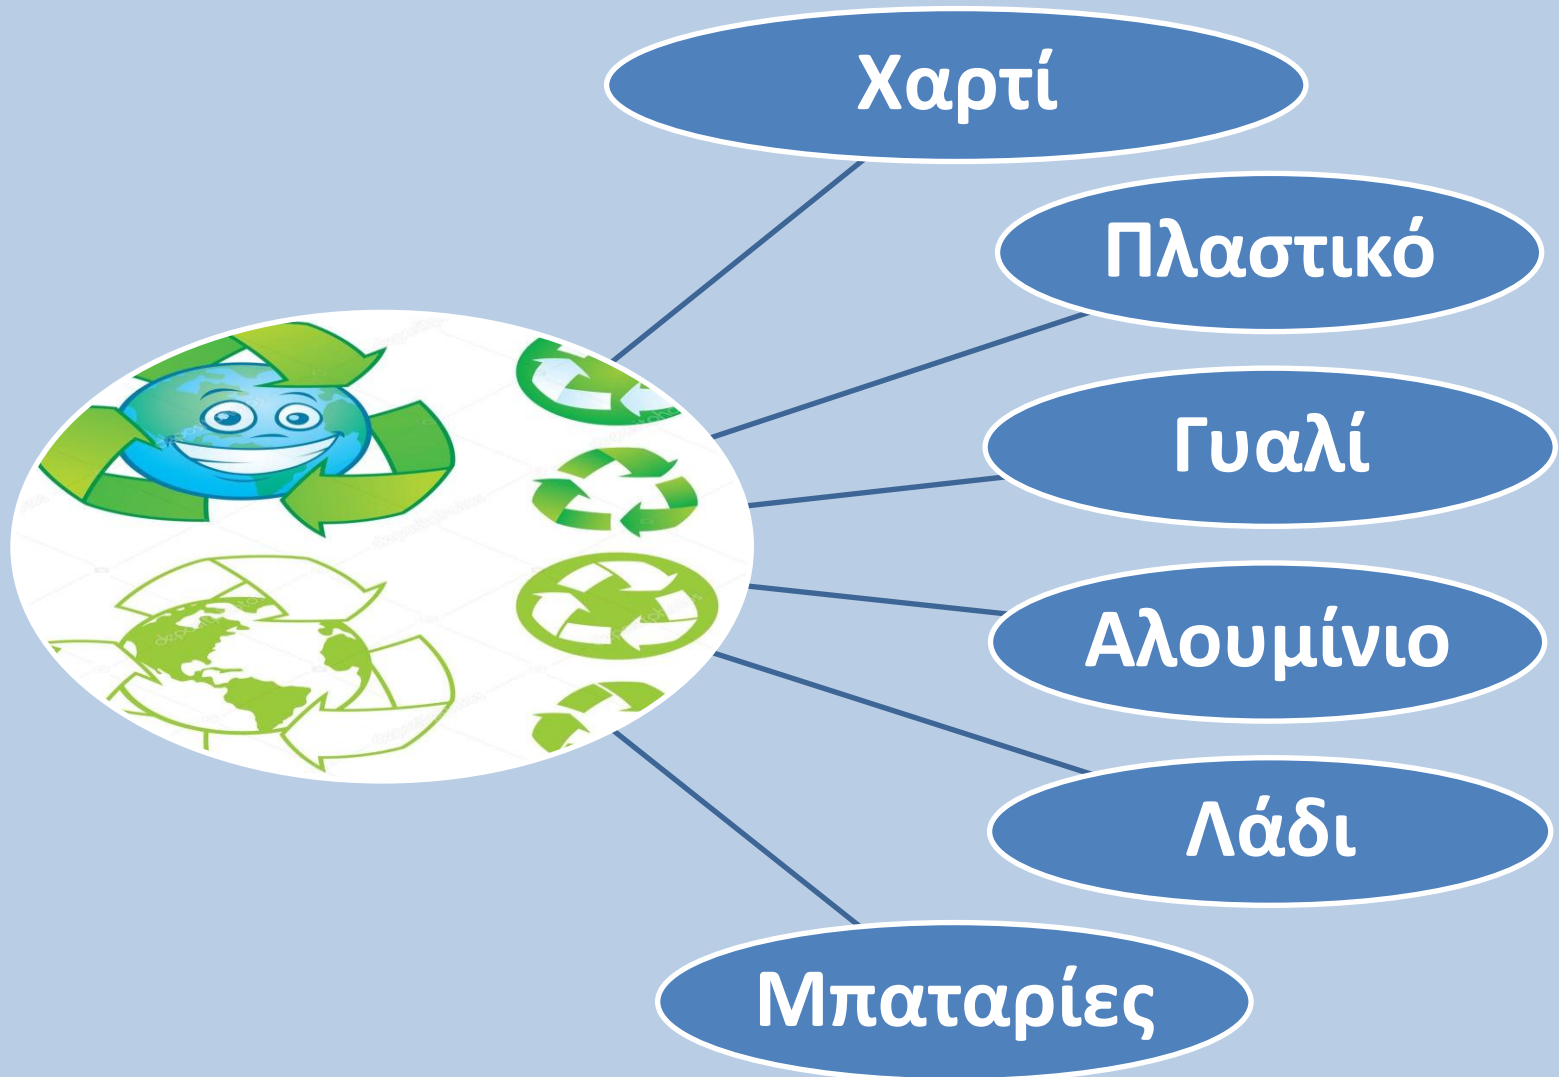 Χαρτί
Πλαστικό
Γυαλί
Αλουμίνιο
Λάδι
Μπαταρίες